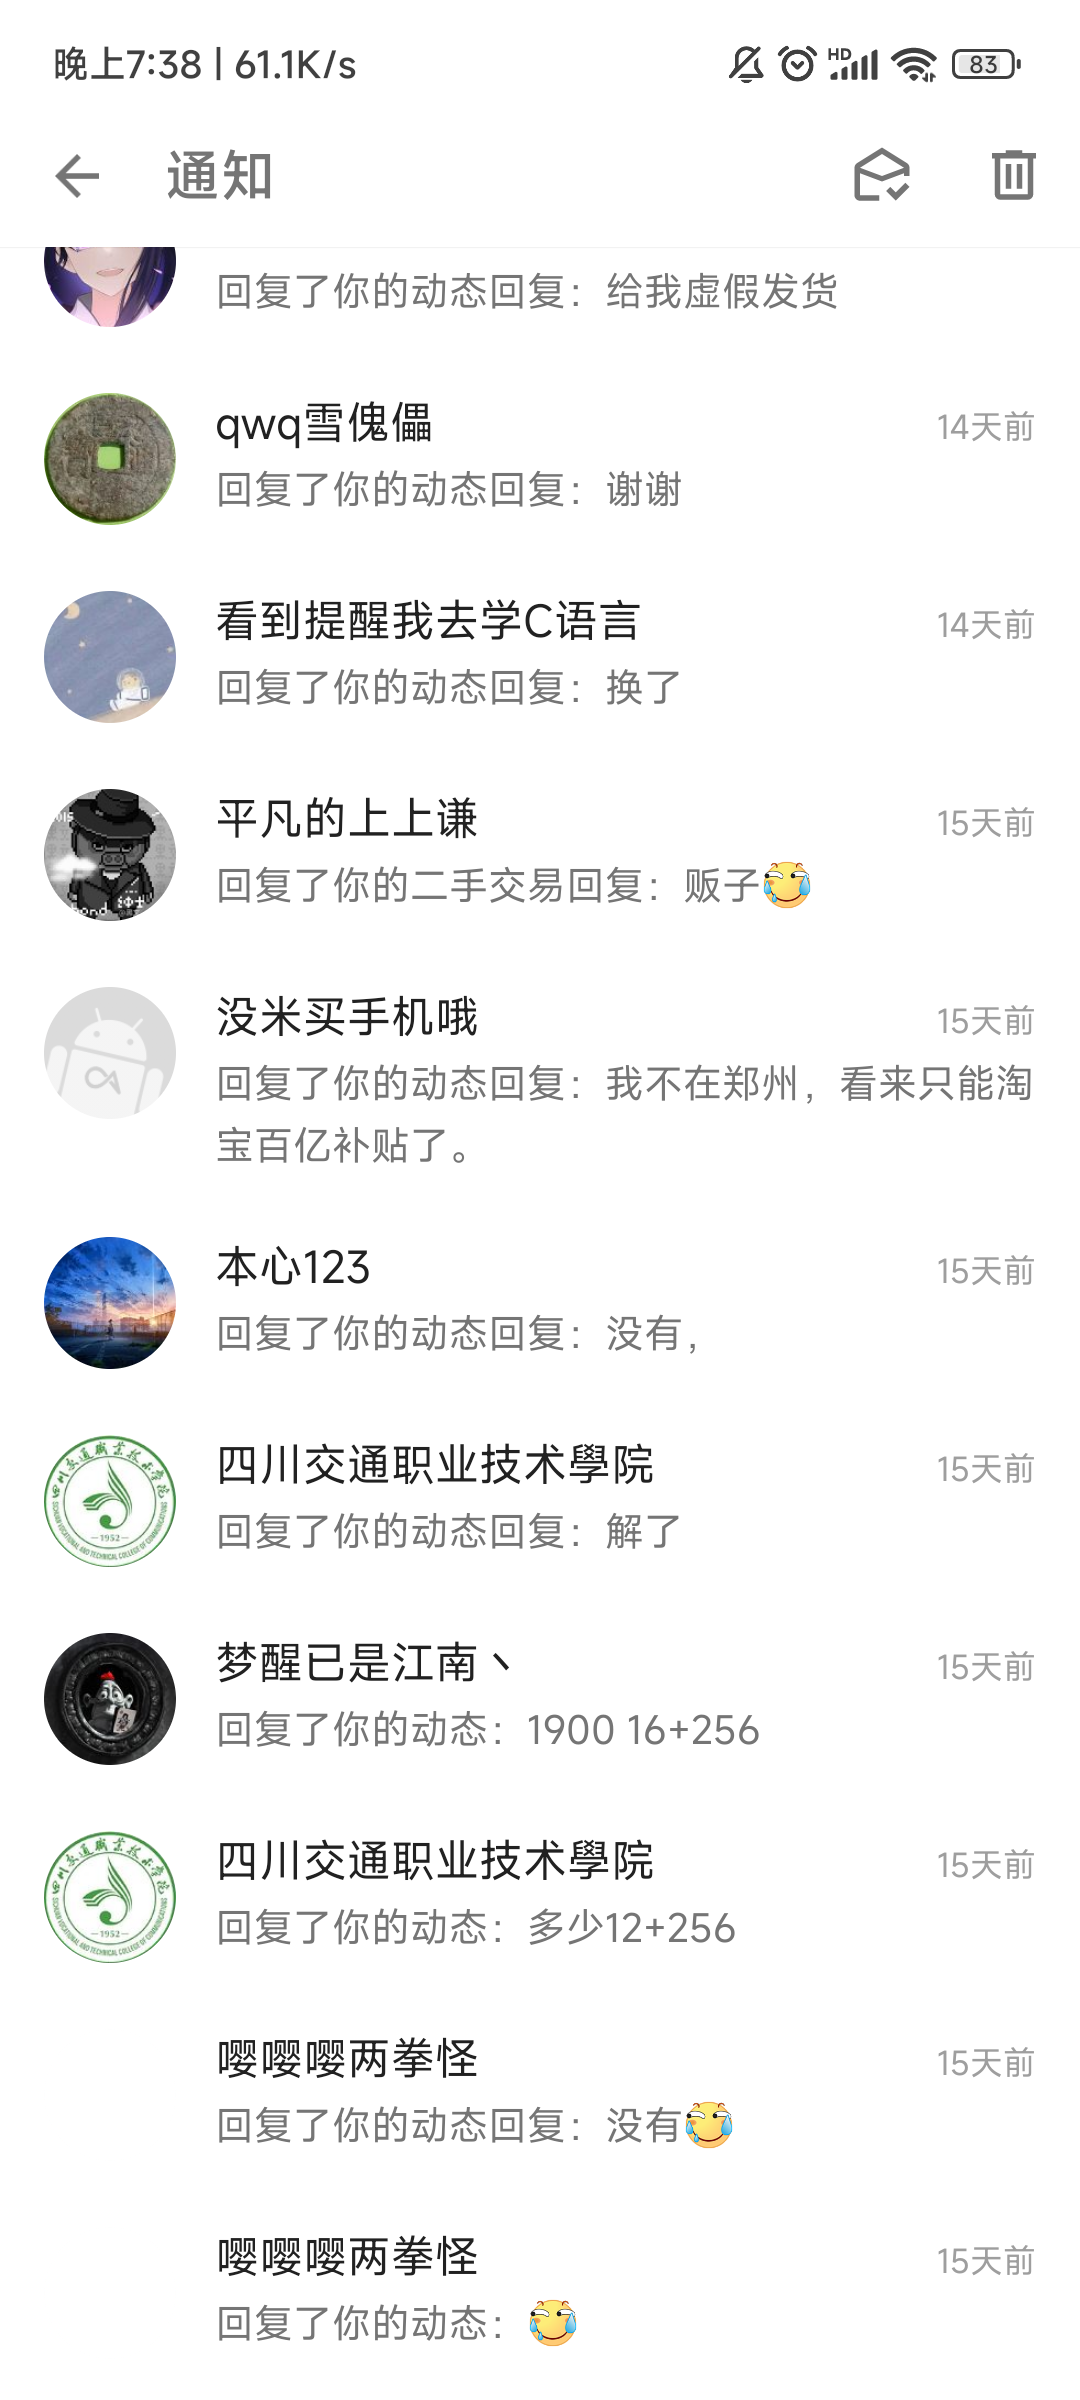 晚上7:38 | 61.1K/s
HD
83
通知
回复了你的动态回复：给我虚假发货
qwq雪傀儡
14天前
回复了你的动态回复：谢谢
看到提醒我去学C语言
14天前
回复了你的动态回复：换了
平凡的上上谦
15天前
回复了你的二手交易回复：贩子😂
没米买手机哦
15天前
回复了你的动态回复：我不在郑州，看来只能淘
宝百亿补贴了。
本心123
15天前
回复了你的动态回复：没有，
四川交通职业技术學院
15天前
回复了你的动态回复：解了
梦醒已是江南丶
15天前
回复了你的动态：1900 16+256
四川交通职业技术學院
15天前
回复了你的动态：多少12+256
嘤嘤嘤两拳怪
15天前
回复了你的动态回复：没有😂
嘤嘤嘤两拳怪
15天前
回复了你的动态：😂